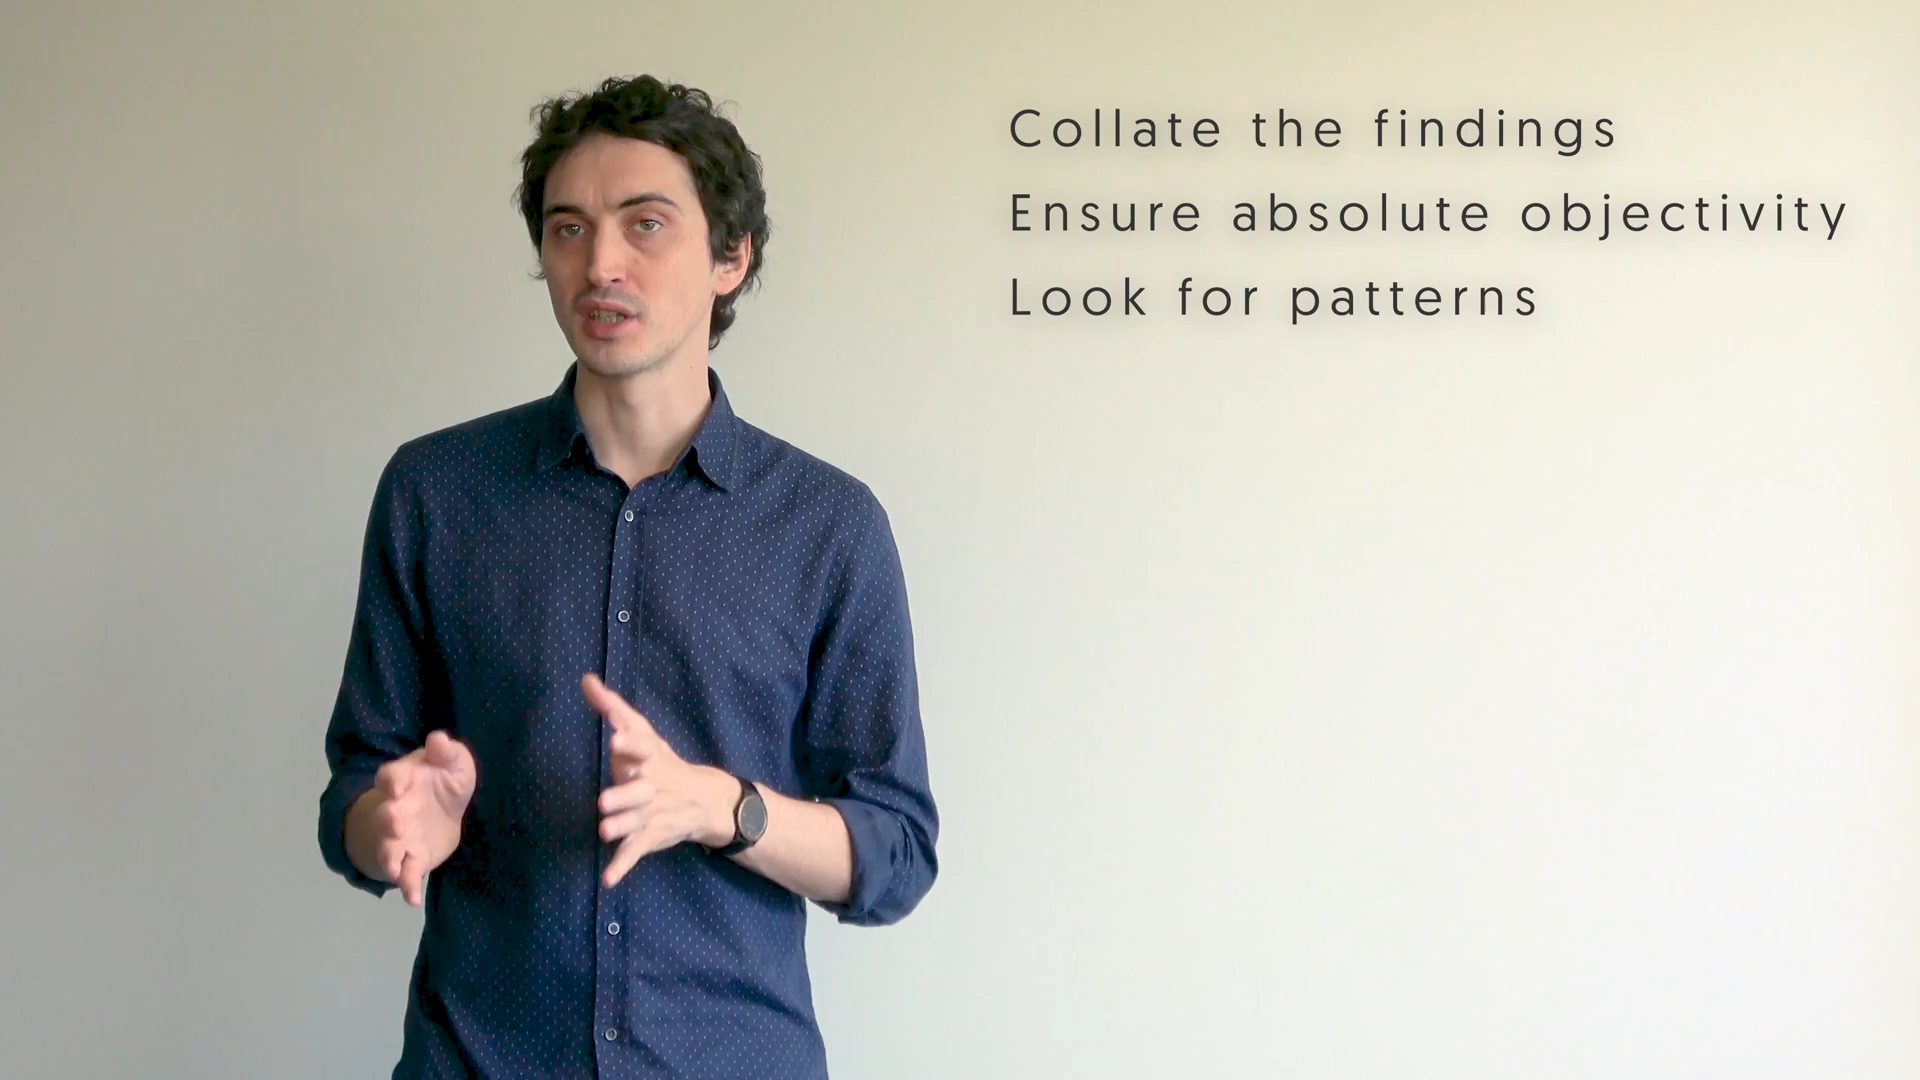 Collate the findings
Ensure absolute objectivity
Look for patterns